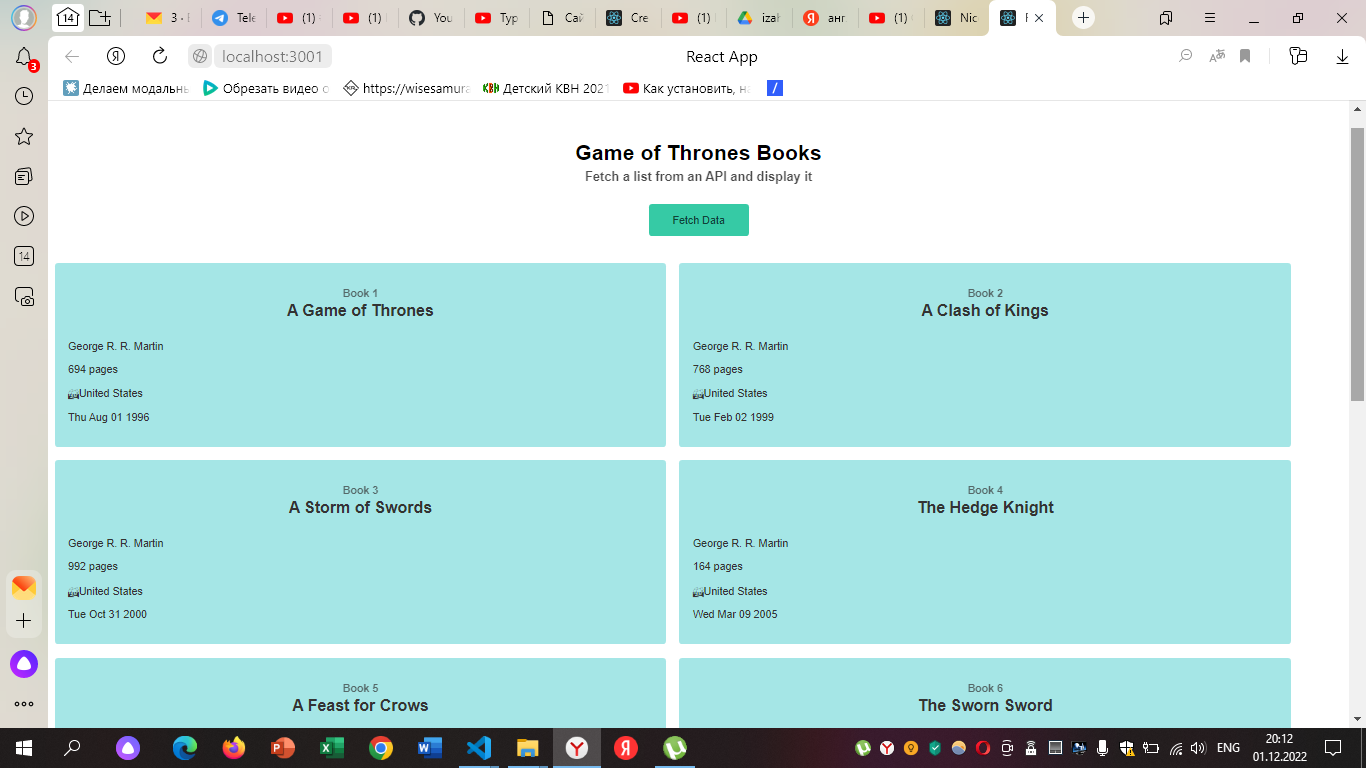 14
3 - Е
Tele
(1)
(1)
You
Тур
Сай
Cre
(1)
izah
анг
(1)
Nic
3
Я
localhost:3001
React App
Делаем модальн
Обрезать видео о
https://wisesamura
КВН
Детский КВН 2021
Как установить, на
14
Game of Thrones Books
Fetch a list from an API and display it
Fetch Data
Book 1
A Game of Thrones
George R. R. Martin
694 pages
United States
Thu Aug 01 1996
Book 2
A Clash of Kings
George R. R. Martin
768 pages
United States
Tue Feb 02 1999
Book 3
A Storm of Swords
George R. R. Martin
992 pages
United States
Tue Oct 31 2000
Book 4
The Hedge Knight
George R. R. Martin
164 pages
United States
Wed Mar 09 2005
Book 5
A Feast for Crows
Book 6
The Sworn Sword
ENG
20:12
01.12.2022